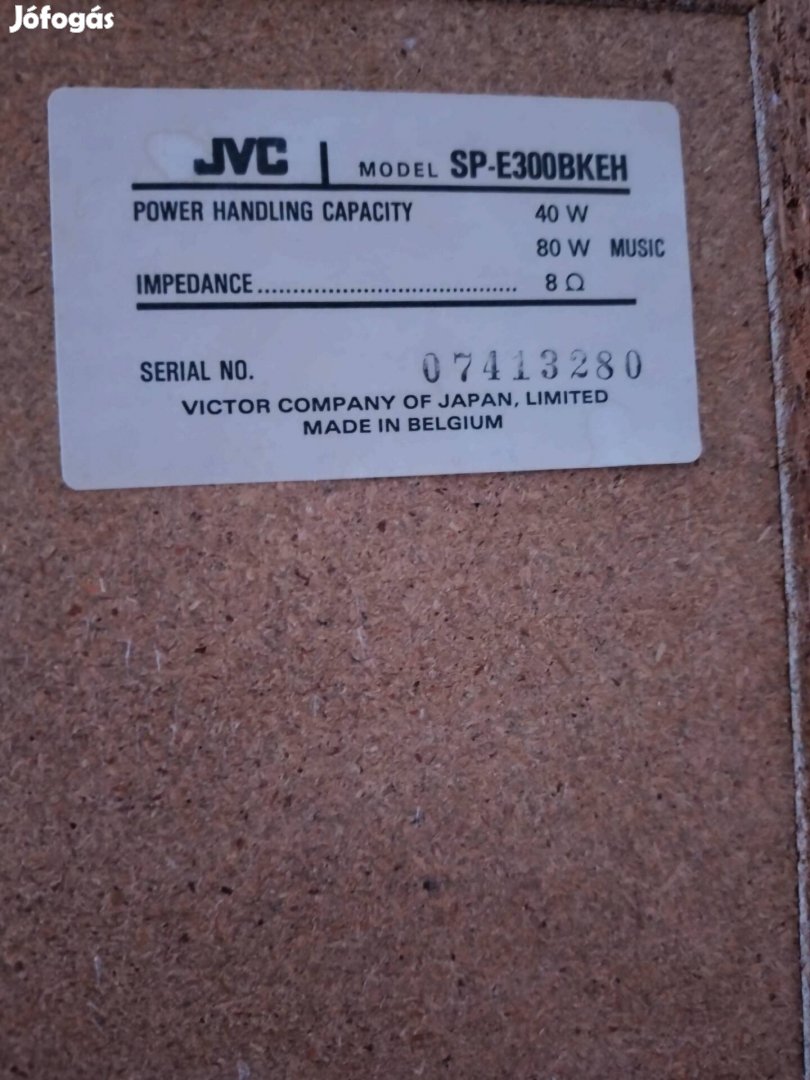 Jófogás
JVC MODEL SP-E300BKEH
POWER HANDLING CAPACITY 40 W
80 W MUSIC
IMPEDANCE.................................... 8 Ω
SERIAL NO. 07413280
VICTOR COMPANY OF JAPAN, LIMITED
MADE IN BELGIUM